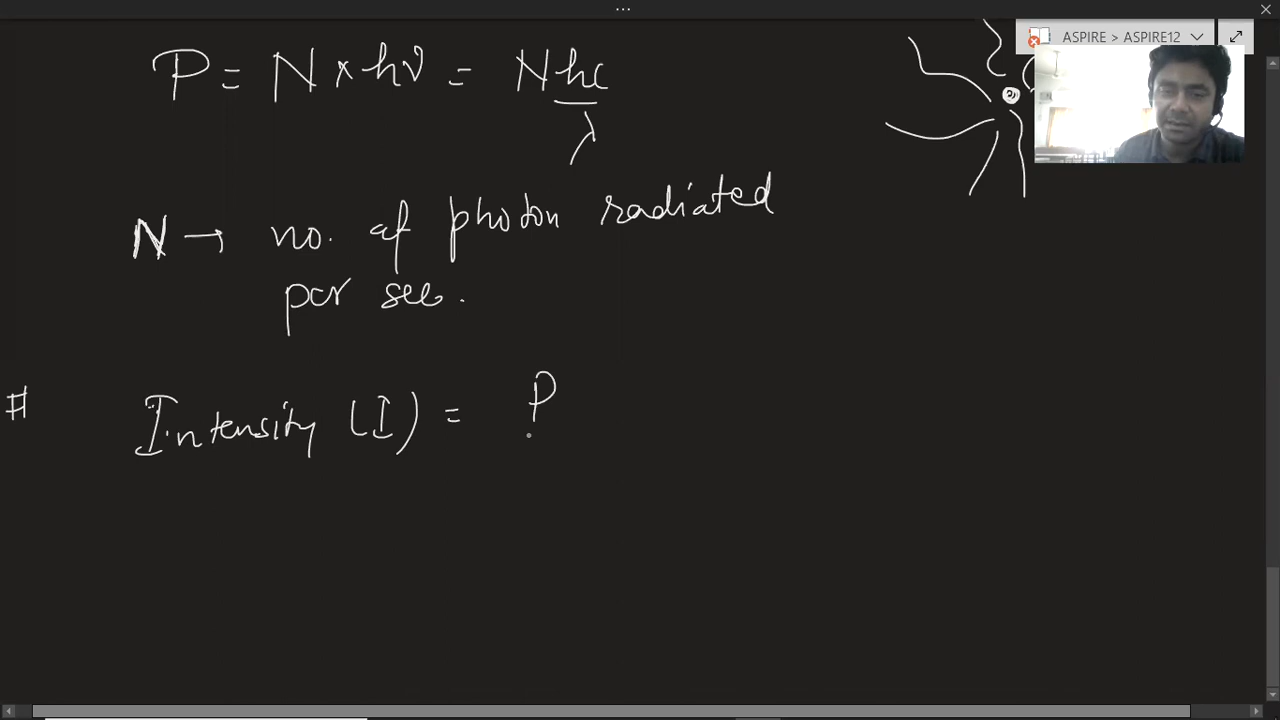 ASPIRE > ASPIRE12
P = N × hν = Nhc/λ
N → no. of photon radiated
per sec.
# Intensity (I) = P